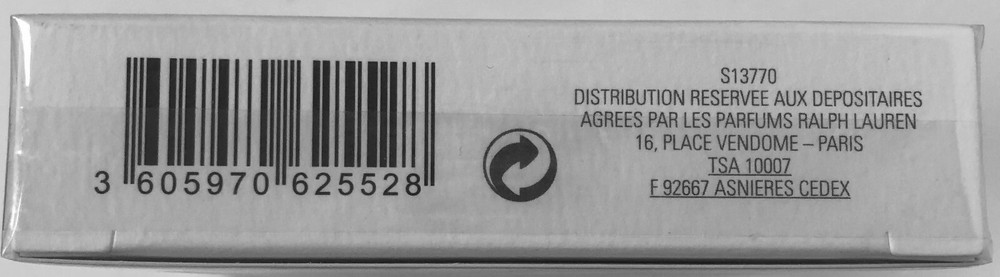 3 605970 625528
S13770
DISTRIBUTION RESERVEE AUX DEPOSITAIRES
AGREES PAR LES PARFUMS RALPH LAUREN
16, PLACE VENDOME – PARIS
TSA 10007
F 92667 ASNIERES CEDEX